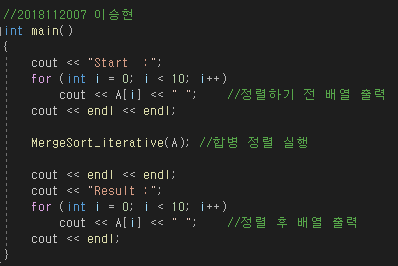 //2018112007 이승현
int main()
{
cout << "Start  :";
for (int i = 0; i < 10; i++)
cout << A[i] << " ";    //정렬하기 전 배열 출력
cout << endl << endl;
MergeSort_iterative(A); //합병 정렬 실행
cout << endl << endl;
cout << "Result :";
for (int i = 0; i < 10; i++)
cout << A[i] << " ";    //정렬 후 배열 출력
cout << endl;
}